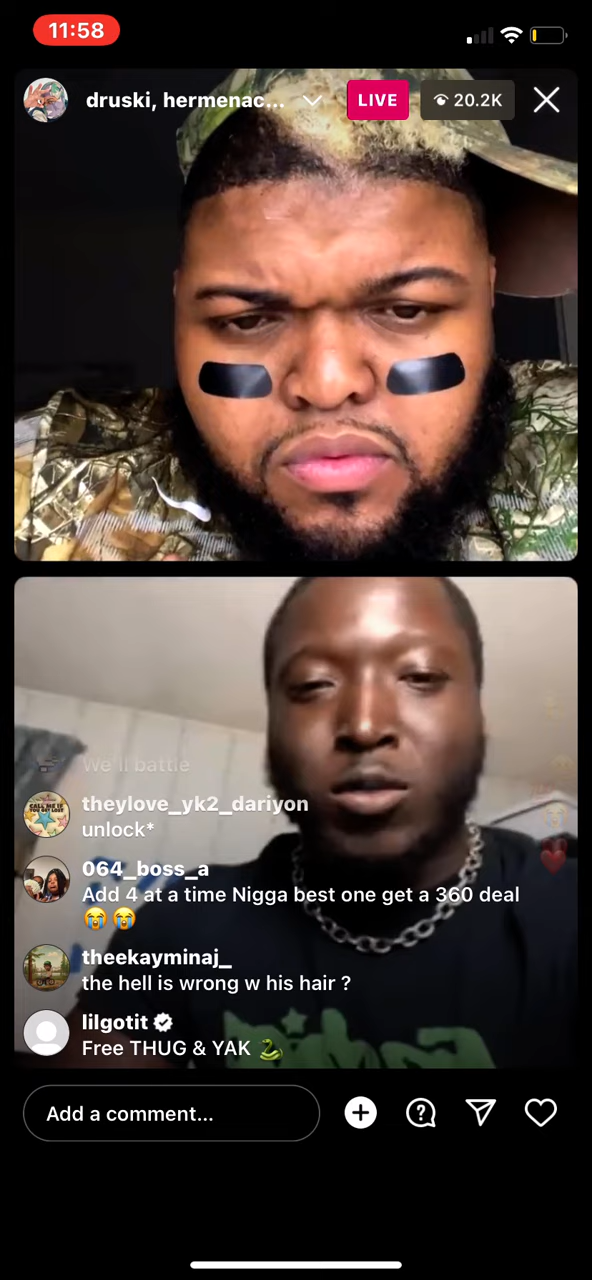 11:58
druski, hermenac...
LIVE
20.2K
We'll battle
theylove_yk2_dariyon
unlock*
064_boss_a
Add 4 at a time Nigga best one get a 360 deal
😭😭
theekayminaj_
the hell is wrong w his hair ?
lilgotit
Free THUG & YAK 🐍
Add a comment...